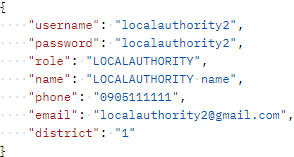 {
"username": "localauthority2",
"password": "localauthority2",
"role": "LOCALAUTHORITY",
"name": "LOCALAUTHORITY name",
"phone": "0905111111",
"email": "localauthority2@gmail.com",
"district": "1"
}